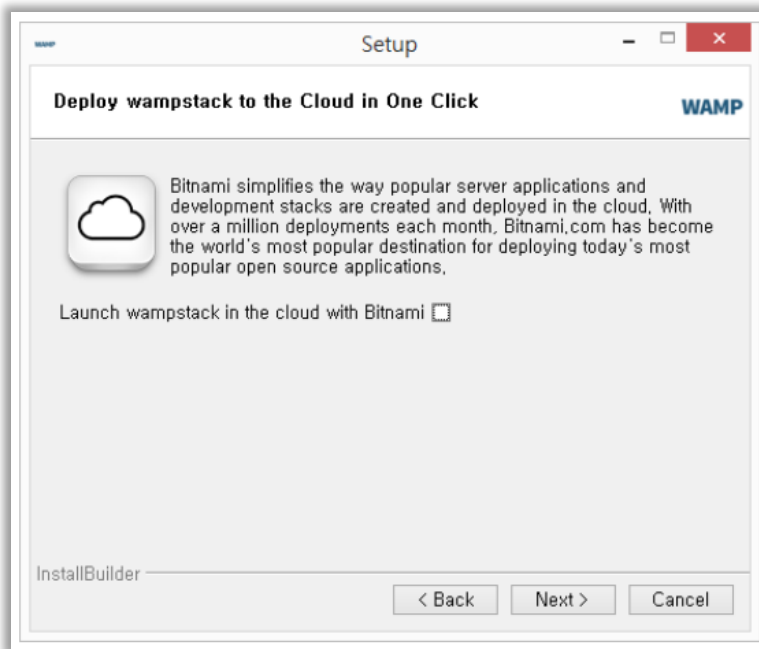 WAMP
Setup
Deploy wampstack to the Cloud in One Click
WAMP
Bitnami simplifies the way popular server applications and
development stacks are created and deployed in the cloud. With
over a million deployments each month, Bitnami.com has become
the world's most popular destination for deploying today's most
popular open source applications.
Launch wampstack in the cloud with Bitnami
InstallBuilder
< Back
Next >
Cancel